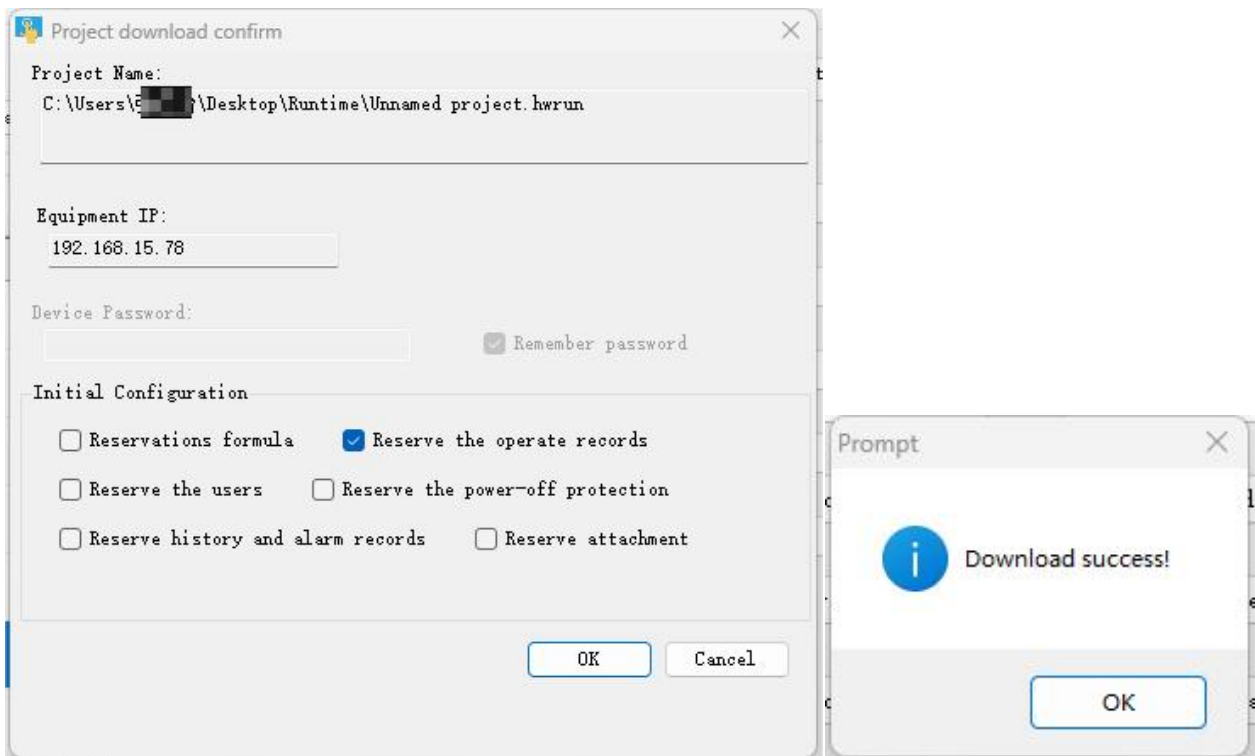 Project download confirm
Project Name:
C:\Users\ \Desktop\Runtime\Unnamed project.hwrun
Equipment IP:
192.168.15.78
Device Password:
Remember password
Initial Configuration
Reservations formula
Reserve the operate records
Reserve the users
Reserve the power-off protection
Reserve history and alarm records
Reserve attachment
OK
Cancel
Prompt
Download success!
OK